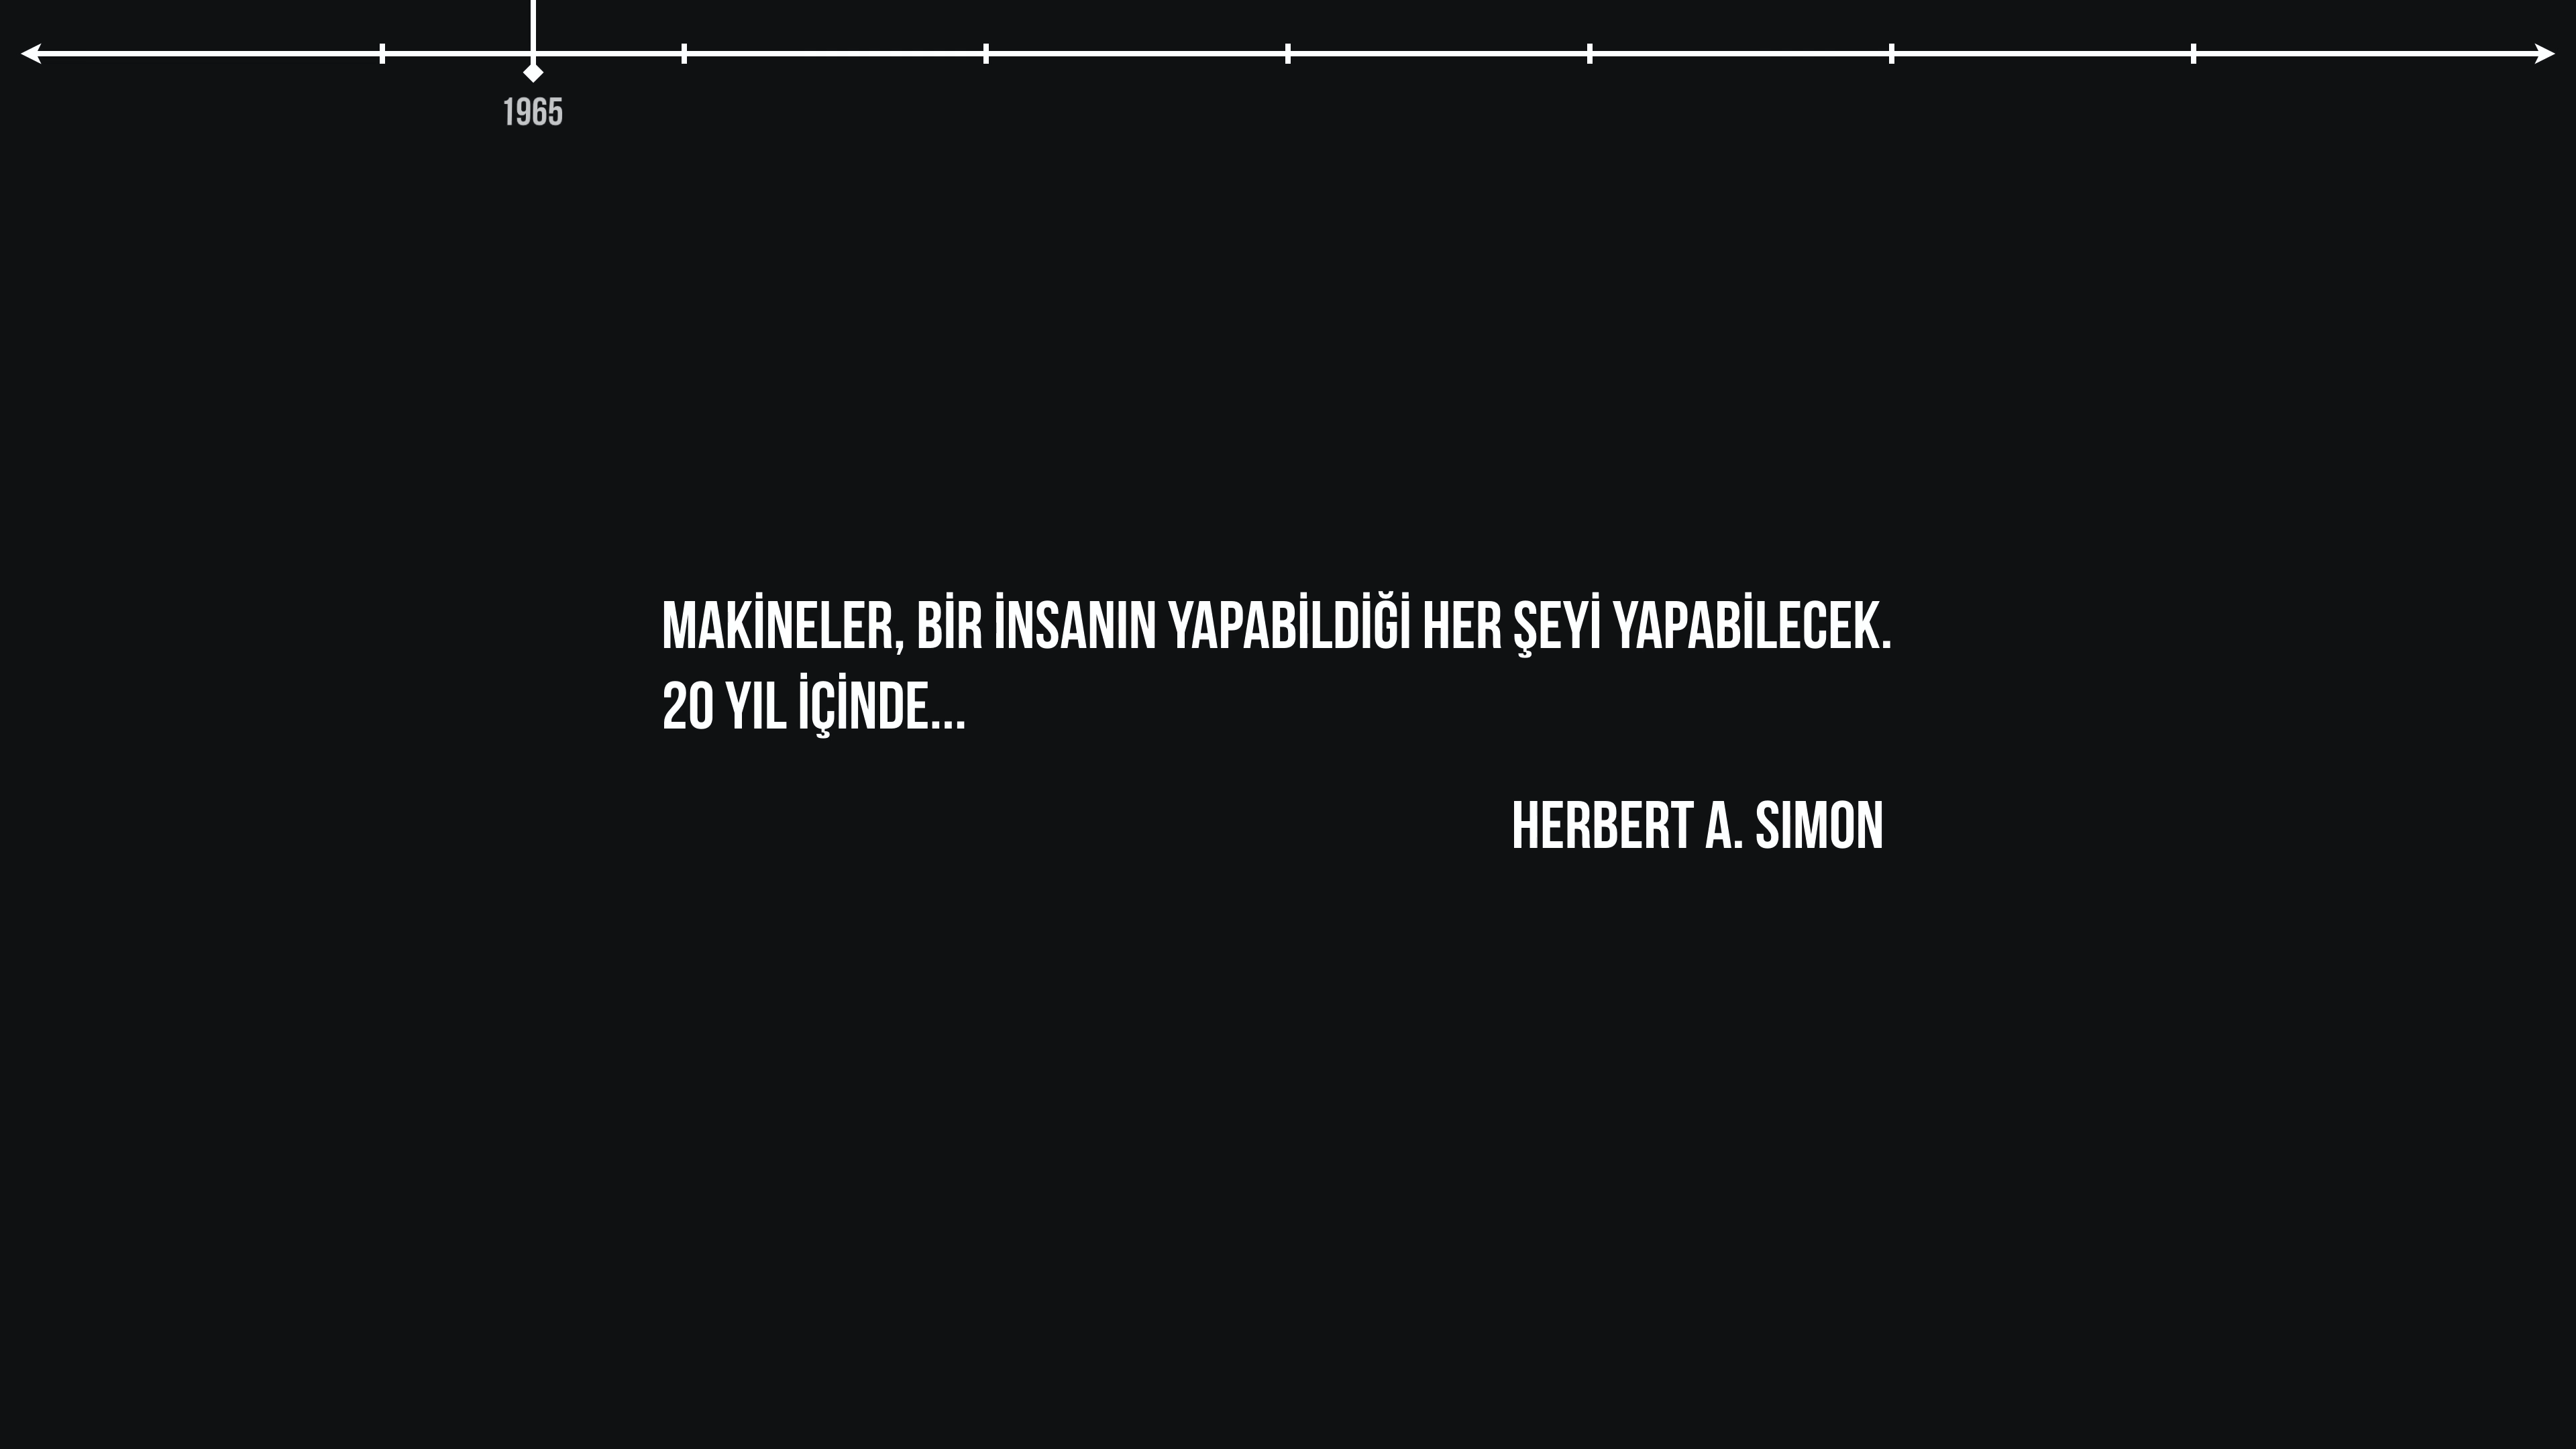 1965
MAKİNELER, BİR İNSANIN YAPABİLDİĞİ HER ŞEYİ YAPABİLECEK.
20 YIL İÇİNDE...
HERBERT A. SIMON